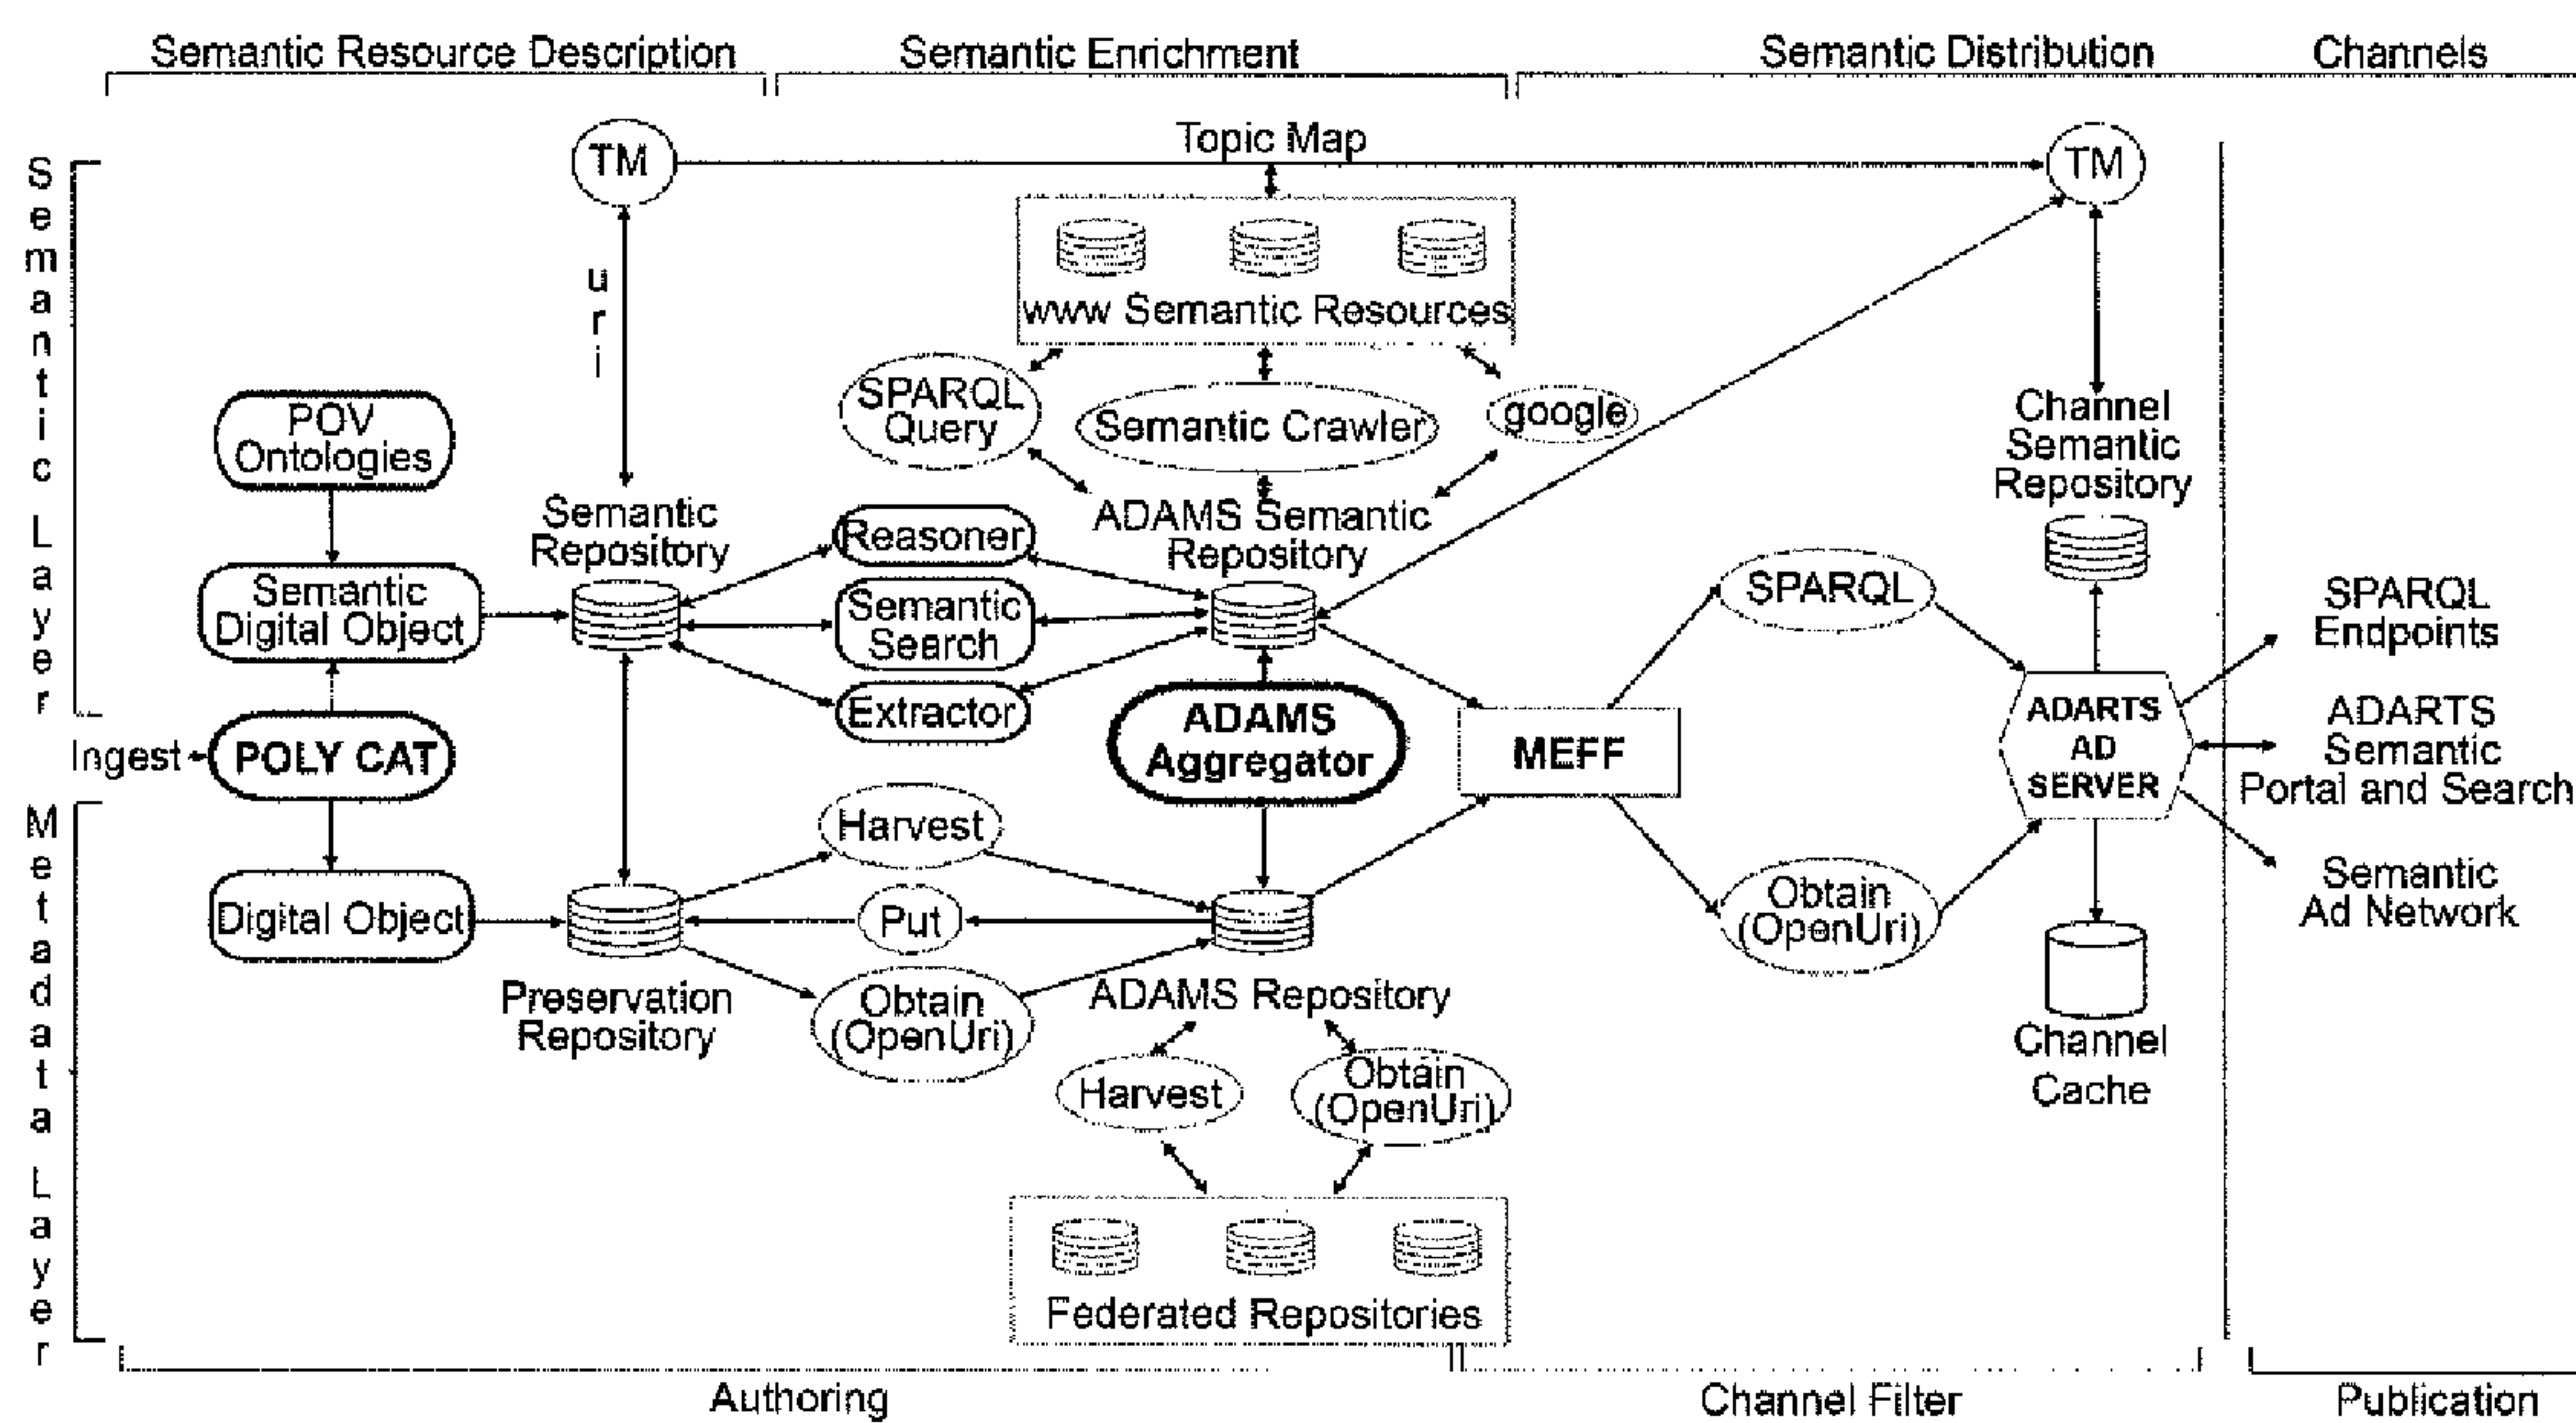 Semantic Resource Description
Semantic Enrichment
Semantic Distribution
Channels
Semantic Layer
Metadata Layer
TM
Topic Map
TM
uri
www Semantic Resources
SPARQL
Query
Semantic Crawler
google
POV
Ontologies
Semantic
Digital Object
Ingest
POLY CAT
Digital Object
Semantic
Repository
Reasoner
Semantic
Search
Extractor
ADAMS Semantic
Repository
ADAMS
Aggregator
Harvest
Put
Obtain
(OpenUri)
Preservation
Repository
ADAMS Repository
Harvest
Obtain
(OpenUri)
Federated Repositories
MEFF
SPARQL
Obtain
(OpenUri)
Channel
Semantic
Repository
ADARTS
AD
SERVER
Channel
Cache
SPARQL
Endpoints
ADARTS
Semantic
Portal and Search
Semantic
Ad Network
Authoring
Channel Filter
Publication